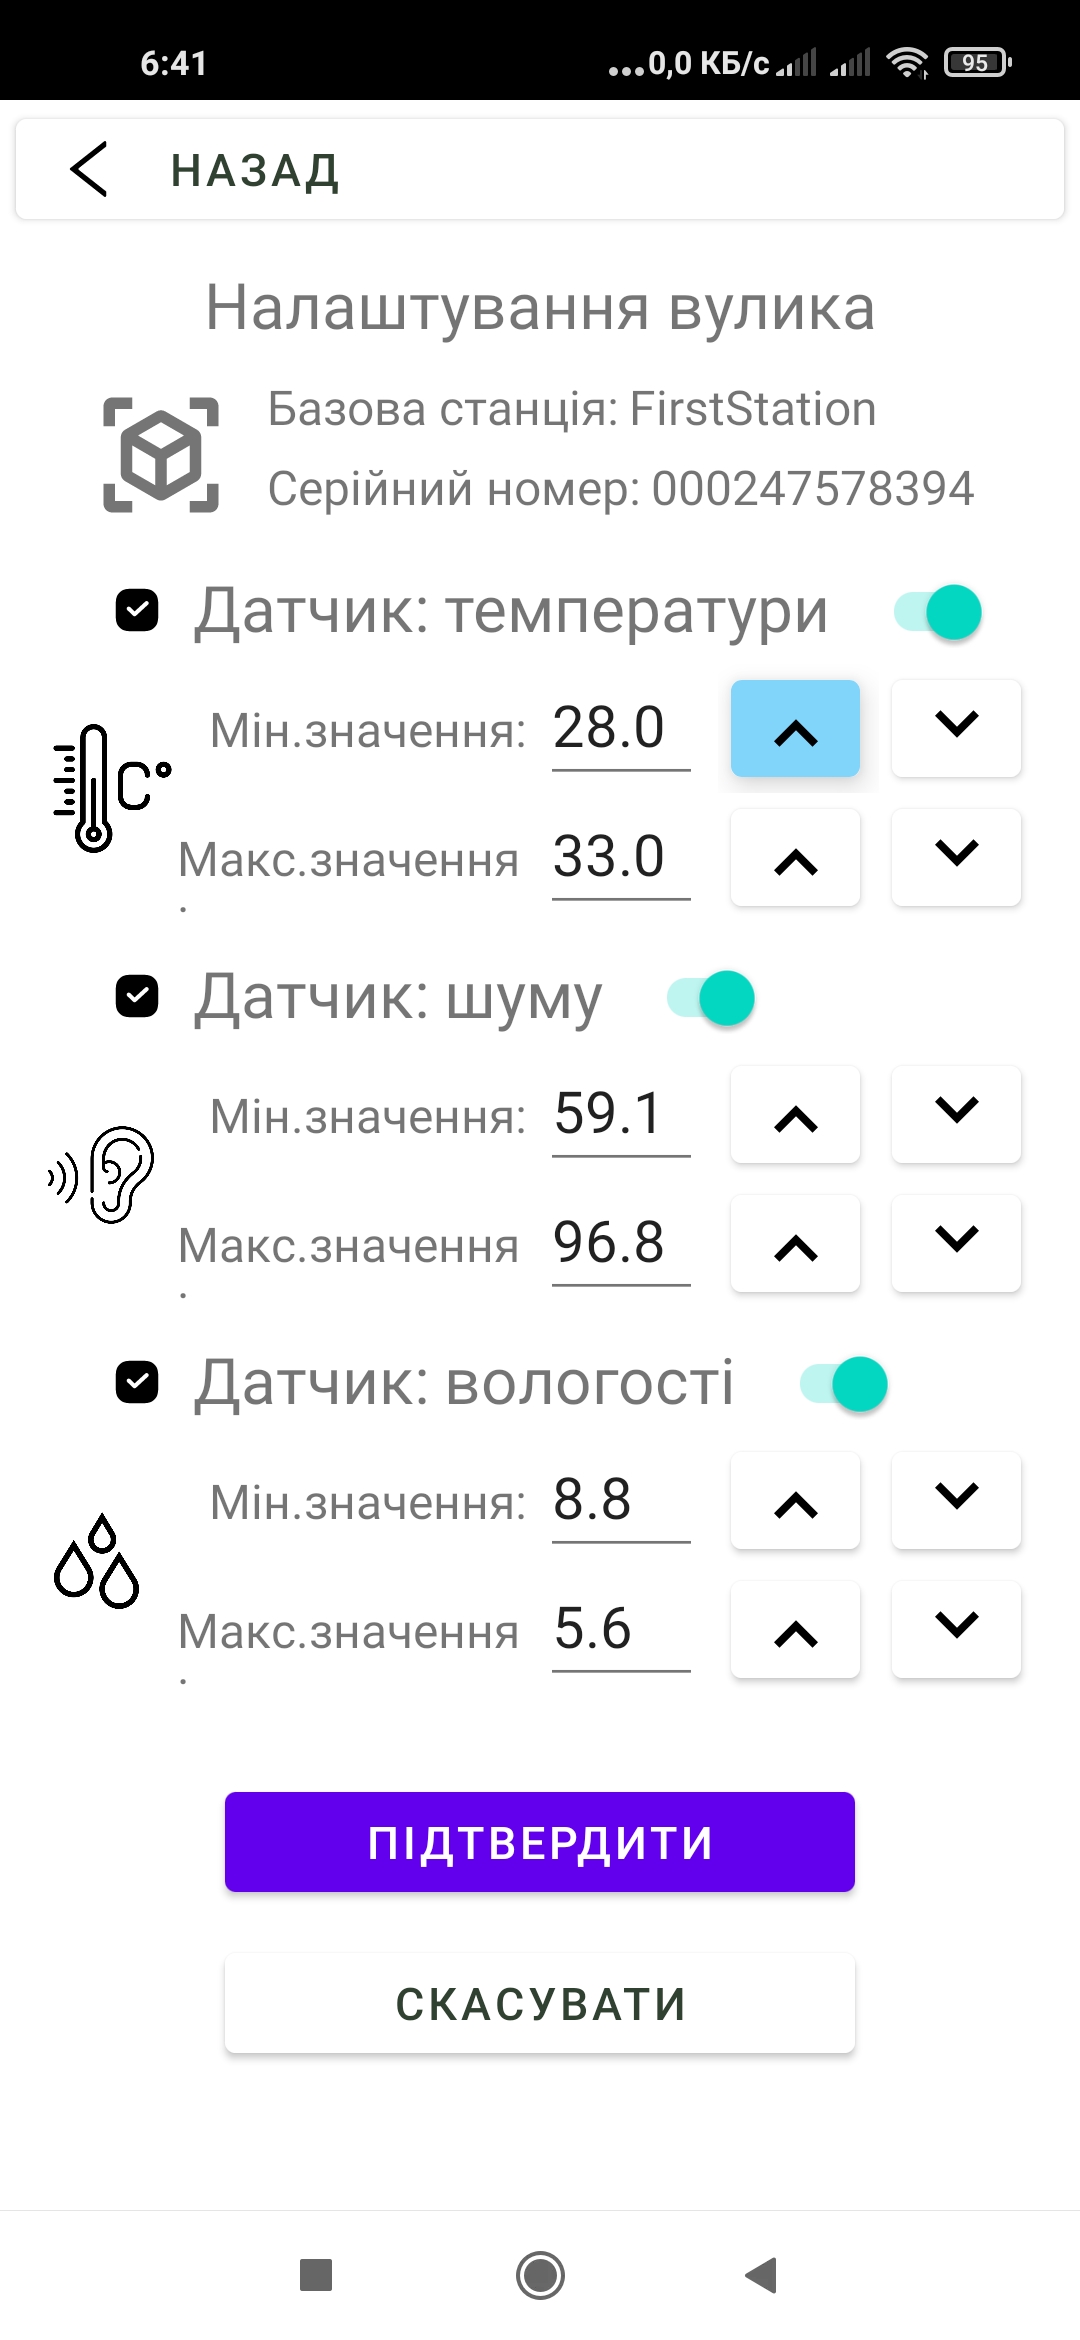 6:41 ...0,0 КБ/с 95
НАЗАД
Налаштування вулика
Базова станція: FirstStation
Серійний номер: 000247578394
Датчик: температури
Мін.значення: 28.0
C°
Макс.значення 33.0
.
Датчик: шуму
Мін.значення: 59.1
Макс.значення 96.8
.
Датчик: вологості
Мін.значення: 8.8
Макс.значення 5.6
.
ПІДТВЕРДИТИ
СКАСУВАТИ